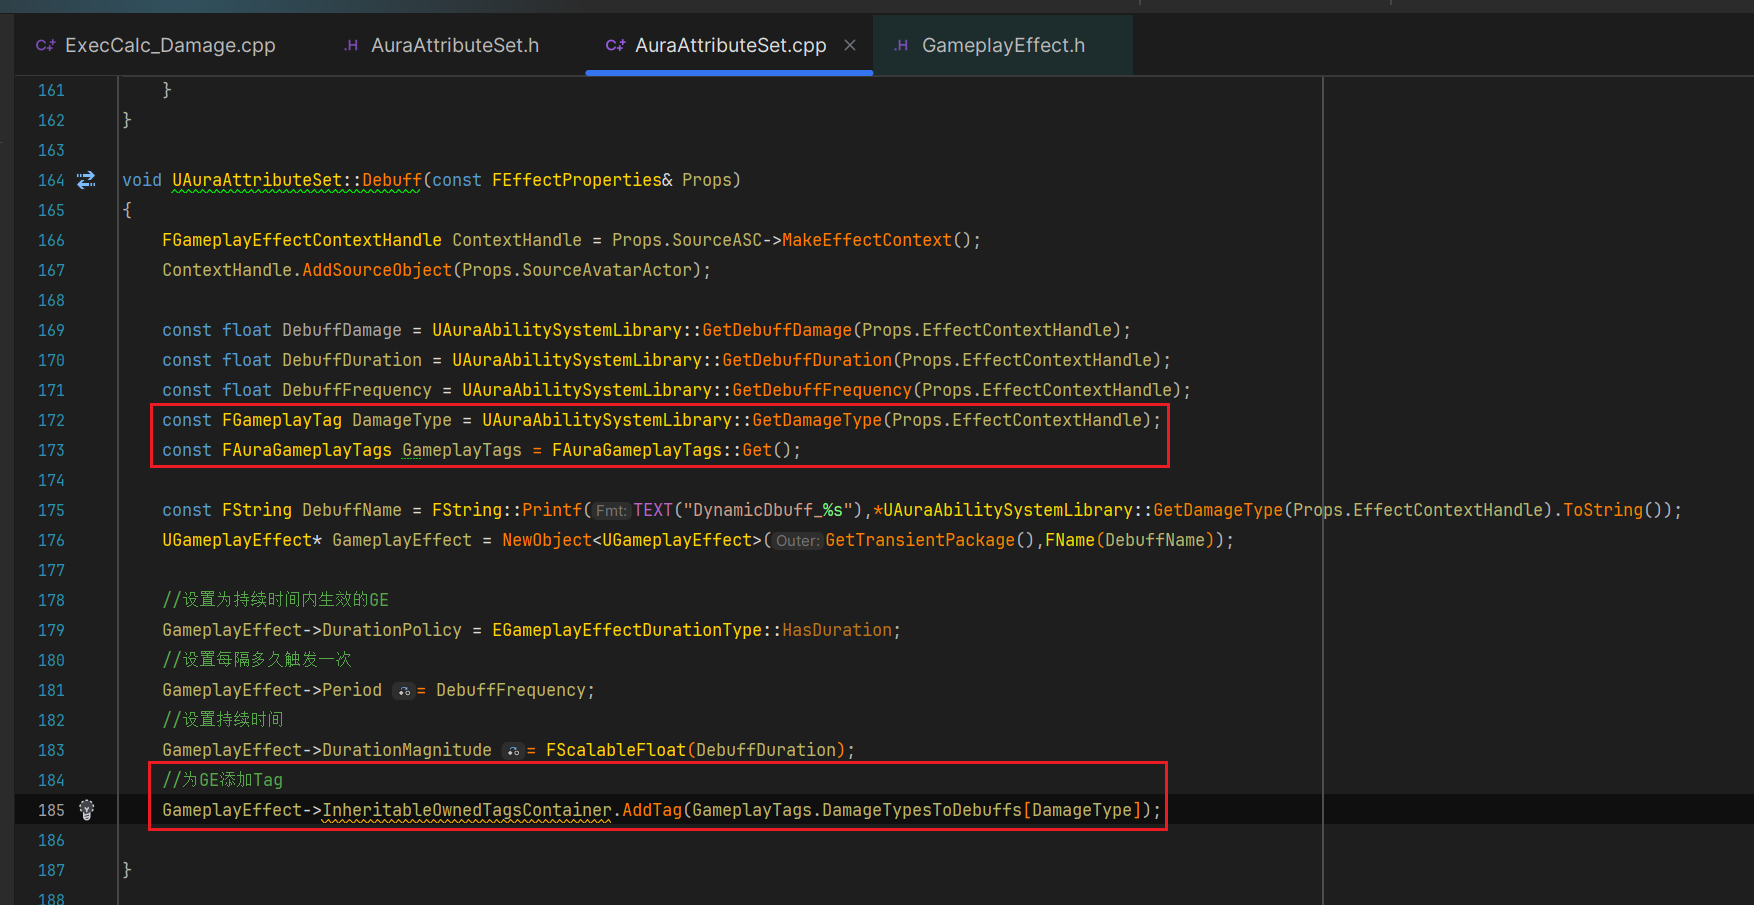 C++ ExecCalc_Damage.cpp .H AuraAttributeSet.h C++ AuraAttributeSet.cpp × .H GameplayEffect.h
161     }
162 }
163
164 void UAuraAttributeSet::Debuff(const FEffectProperties& Props)
165 {
166     FGameplayEffectContextHandle ContextHandle = Props.SourceASC->MakeEffectContext();
167     ContextHandle.AddSourceObject(Props.SourceAvatarActor);
168
169     const float DebuffDamage = UAuraAbilitySystemLibrary::GetDebuffDamage(Props.EffectContextHandle);
170     const float DebuffDuration = UAuraAbilitySystemLibrary::GetDebuffDuration(Props.EffectContextHandle);
171     const float DebuffFrequency = UAuraAbilitySystemLibrary::GetDebuffFrequency(Props.EffectContextHandle);
172     const FGameplayTag DamageType = UAuraAbilitySystemLibrary::GetDamageType(Props.EffectContextHandle);
173     const FAuraGameplayTags GameplayTags = FAuraGameplayTags::Get();
174
175     const FString DebuffName = FString::Printf( Fmt: TEXT("DynamicDbuff_%s"),*UAuraAbilitySystemLibrary::GetDamageType(Props.EffectContextHandle).ToString());
176     UGameplayEffect* GameplayEffect = NewObject<UGameplayEffect>( Outer: GetTransientPackage(),FName(DebuffName));
177
178     //设置为持续时间内生效的GE
179     GameplayEffect->DurationPolicy = EGameplayEffectDurationType::HasDuration;
180     //设置每隔多久触发一次
181     GameplayEffect->Period = DebuffFrequency;
182     //设置持续时间
183     GameplayEffect->DurationMagnitude = FScalableFloat(DebuffDuration);
184     //为GE添加Tag
185     GameplayEffect->InheritableOwnedTagsContainer.AddTag(GameplayTags.DamageTypesToDebuffs[DamageType]);
186
187 }
188